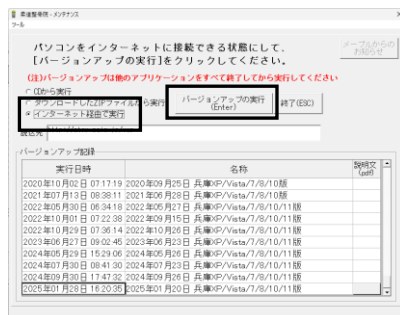 柔道整骨院 - メンテナンス
ツール
パソコンをインターネットに接続できる状態にして、
[バージョンアップの実行]をクリックしてください。
メープルからの
お知らせ
(注)バージョンアップは他のアプリケーションをすべて終了してから実行してください
CDから実行
ダウンロードしたZIPファイルから実行
バージョンアップの実行
(Enter)
終了(ESC)
インターネット経由で実行
読込先
バージョンアップ記録
実行日時 名称 説明文
(pdf)
2020年10月02日 07:17:19 2020年09月25日 兵庫XP/Vista/7/8/10版
2021年07月13日 08:38:11 2021年06月28日 兵庫XP/Vista/7/8/10版
2022年05月30日 06:34:18 2022年05月27日 兵庫XP/Vista/7/8/10/11版
2022年10月01日 07:22:38 2022年09月15日 兵庫XP/Vista/7/8/10/11版
2022年10月29日 07:36:14 2022年10月26日 兵庫XP/Vista/7/8/10/11版
2023年06月27日 09:02:45 2023年06月23日 兵庫XP/Vista/7/8/10/11版
2024年05月29日 15:29:06 2024年05月26日 兵庫XP/Vista/7/8/10/11版
2024年07月30日 08:41:30 2024年07月23日 兵庫XP/Vista/7/8/10/11版
2024年09月30日 17:47:32 2024年09月26日 兵庫XP/Vista/7/8/10/11版
2025年01月28日 16:20:35 2025年01月20日 兵庫XP/Vista/7/8/10/11版